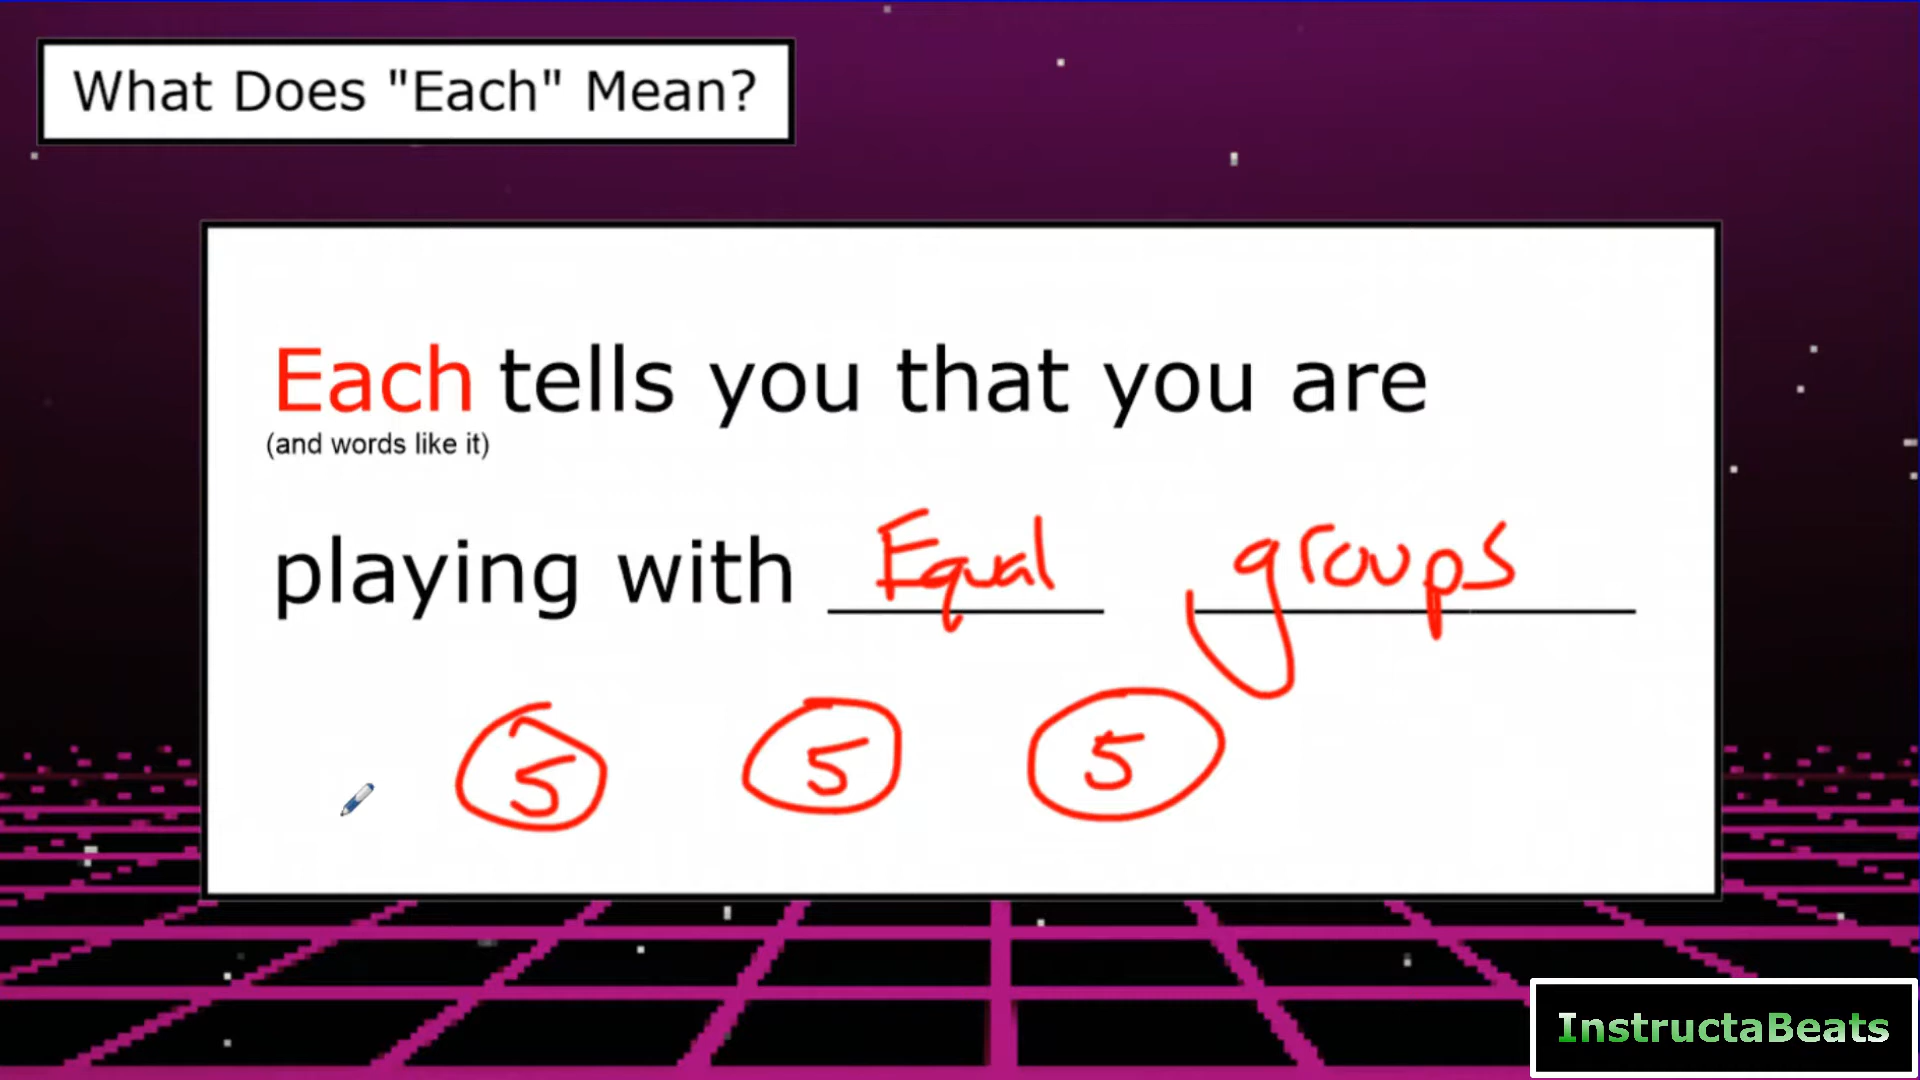 What Does "Each" Mean?
Each tells you that you are
(and words like it)
playing with Equal groups
5 5 5
InstructaBeats